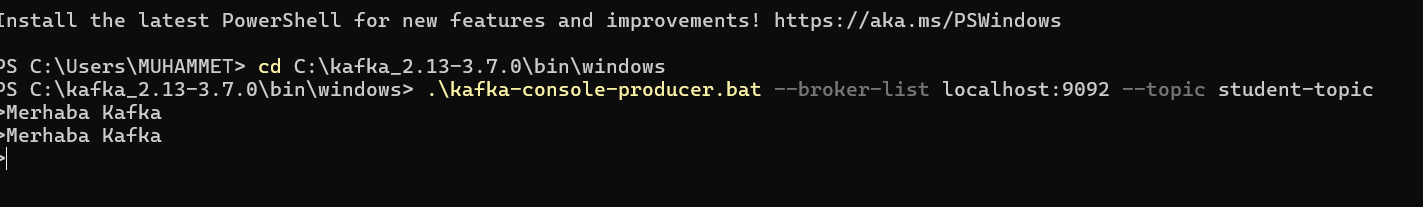 Install the latest PowerShell for new features and improvements! https://aka.ms/PSWindows
PS C:\Users\MUHAMMET> cd C:\kafka_2.13-3.7.0\bin\windows
PS C:\kafka_2.13-3.7.0\bin\windows> .\kafka-console-producer.bat --broker-list localhost:9092 --topic student-topic
>Merhaba Kafka
>Merhaba Kafka
>